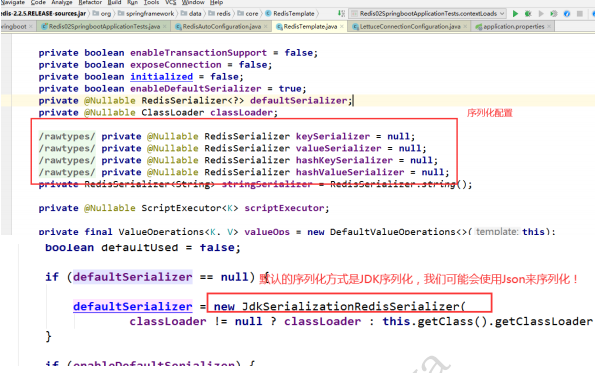 Navigate Code Analyze Refactor Build Run Tools VCS Window Help
edis-2.2.5.RELEASE-sources.jar org springframework data redis core RedisTemplate Redis02SpringbootApplicationTests.contextLoads
ingboot Redis02SpringbootApplicationTests.java RedisAutoConfiguration.java RedisTemplate.java LettuceConnectionConfiguration.java application.properties
private boolean enableTransactionSupport = false;
private boolean exposeConnection = false;
private boolean initialized = false;
private boolean enableDefaultSerializer = true;
private @Nullable RedisSerializer<?> defaultSerializer;
private @Nullable ClassLoader classLoader; 序列化配置
/rawtypes/ private @Nullable RedisSerializer keySerializer = null;
/rawtypes/ private @Nullable RedisSerializer valueSerializer = null;
/rawtypes/ private @Nullable RedisSerializer hashKeySerializer = null;
/rawtypes/ private @Nullable RedisSerializer hashValueSerializer = null;
private RedisSerializer<String> stringSerializer = RedisSerializer.string();
private @Nullable ScriptExecutor<K> scriptExecutor;
private final ValueOperations<K, V> valueOps = new DefaultValueOperations<>( template: this);
boolean defaultUsed = false;
if (defaultSerializer == null) { 默认的序列化方式是JDK序列化，我们可能会使用Json来序列化！
defaultSerializer = new JdkSerializationRedisSerializer(
classLoader != null ? classLoader : this.getClass().getClassLoader
}
if (enableDefaultSerializer) {